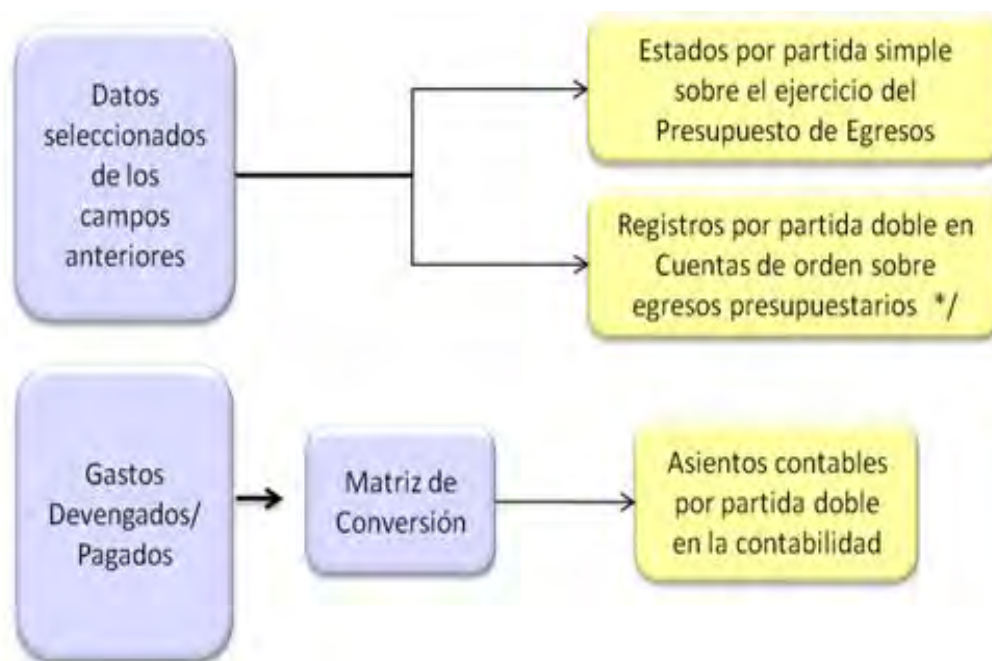 Datos
seleccionados
de los
campos
anteriores
Estados por partida simple
sobre el ejercicio del
Presupuesto de Egresos
Registros por partida doble en
Cuentas de orden sobre
egresos presupuestarios */
Gastos
Devengados/
Pagados
Matriz de
Conversión
Asientos contables
por partida doble
en la contabilidad